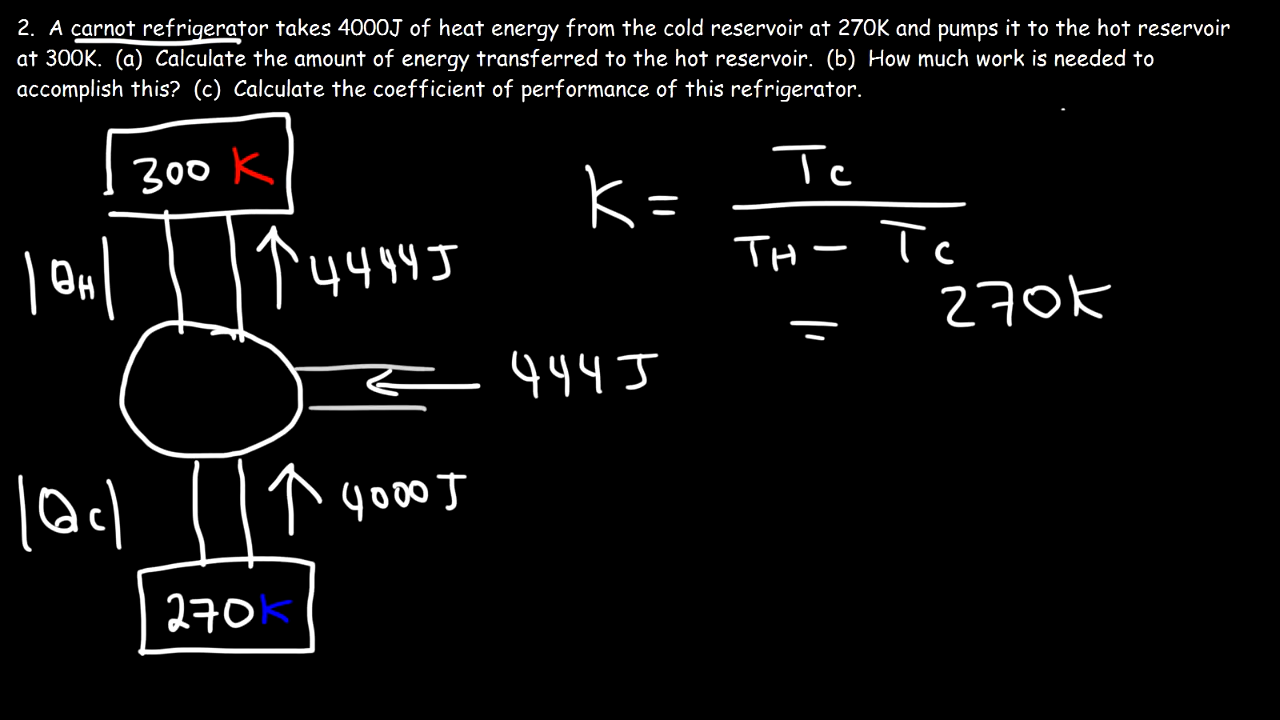 2. A carnot refrigerator takes 4000J of heat energy from the cold reservoir at 270K and pumps it to the hot reservoir
at 300K. (a) Calculate the amount of energy transferred to the hot reservoir. (b) How much work is needed to
accomplish this? (c) Calculate the coefficient of performance of this refrigerator.
300 K
K = TC
TH - TC
|QH| 4444J
= 270K
444J
|QC| 4000J
270K